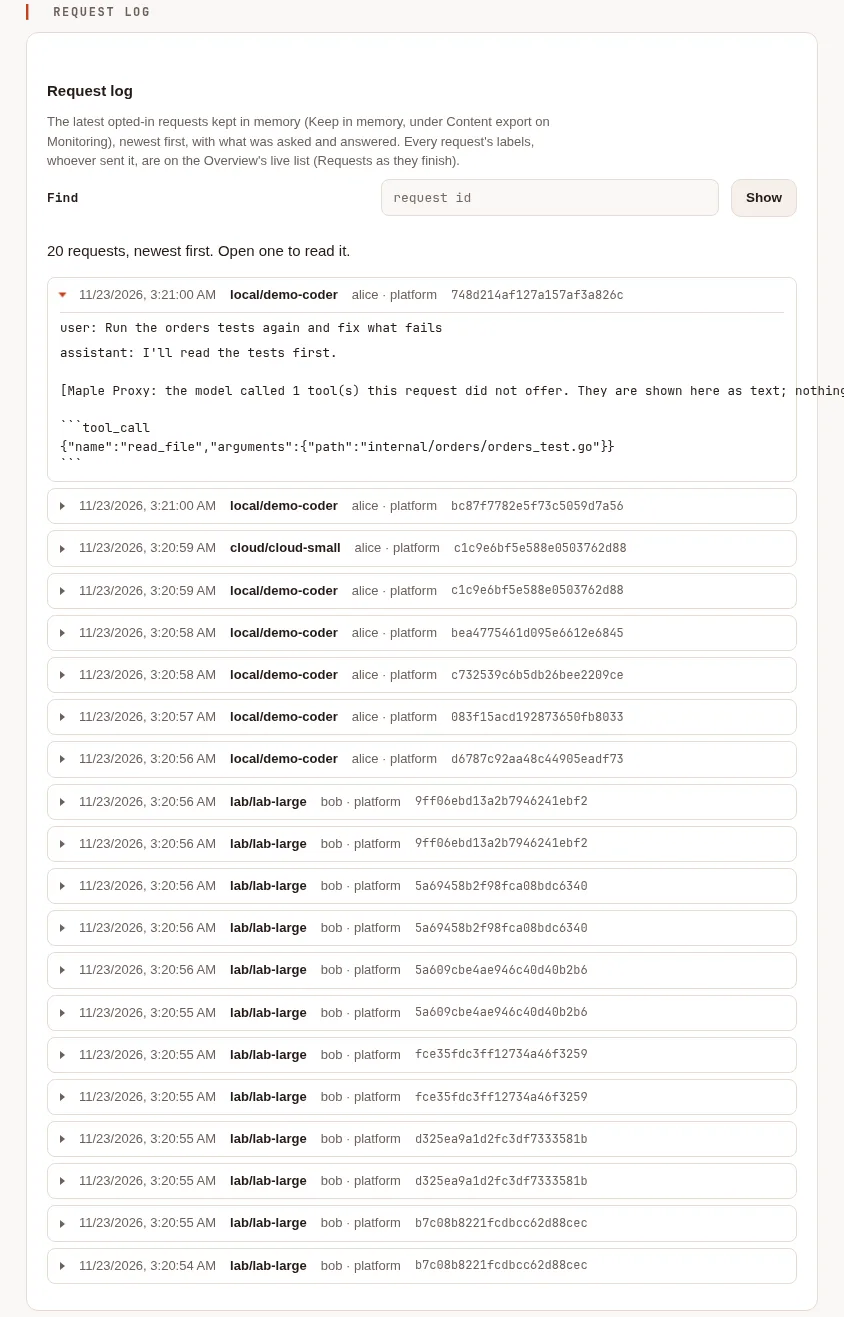 REQUEST LOG
Request log
The latest opted-in requests kept in memory (Keep in memory, under Content export on
Monitoring), newest first, with what was asked and answered. Every request's labels,
whoever sent it, are on the Overview's live list (Requests as they finish).
Find request id Show
20 requests, newest first. Open one to read it.
11/23/2026, 3:21:00 AM local/demo-coder alice · platform 748d214af127a157af3a826c
user: Run the orders tests again and fix what fails
assistant: I'll read the tests first.
[Maple Proxy: the model called 1 tool(s) this request did not offer. They are shown here as text; nothing
```tool_call
{"name":"read_file","arguments":{"path":"internal/orders/orders_test.go"}}
```
11/23/2026, 3:21:00 AM local/demo-coder alice · platform bc87f7782e5f73c5059d7a56
11/23/2026, 3:20:59 AM cloud/cloud-small alice · platform c1c9e6bf5e588e0503762d88
11/23/2026, 3:20:59 AM local/demo-coder alice · platform c1c9e6bf5e588e0503762d88
11/23/2026, 3:20:58 AM local/demo-coder alice · platform bea4775461d095e6612e6845
11/23/2026, 3:20:58 AM local/demo-coder alice · platform c732539c6b5db26bee2209ce
11/23/2026, 3:20:57 AM local/demo-coder alice · platform 083f15acd192873650fb8033
11/23/2026, 3:20:56 AM local/demo-coder alice · platform d6787c92aa48c44905eadf73
11/23/2026, 3:20:56 AM lab/lab-large bob · platform 9ff06ebd13a2b7946241ebf2
11/23/2026, 3:20:56 AM lab/lab-large bob · platform 9ff06ebd13a2b7946241ebf2
11/23/2026, 3:20:56 AM lab/lab-large bob · platform 5a69458b2f98fca08bdc6340
11/23/2026, 3:20:56 AM lab/lab-large bob · platform 5a69458b2f98fca08bdc6340
11/23/2026, 3:20:56 AM lab/lab-large bob · platform 5a609cbe4ae946c40d40b2b6
11/23/2026, 3:20:55 AM lab/lab-large bob · platform 5a609cbe4ae946c40d40b2b6
11/23/2026, 3:20:55 AM lab/lab-large bob · platform fce35fdc3ff12734a46f3259
11/23/2026, 3:20:55 AM lab/lab-large bob · platform fce35fdc3ff12734a46f3259
11/23/2026, 3:20:55 AM lab/lab-large bob · platform d325ea9a1d2fc3df7333581b
11/23/2026, 3:20:55 AM lab/lab-large bob · platform d325ea9a1d2fc3df7333581b
11/23/2026, 3:20:55 AM lab/lab-large bob · platform b7c08b8221fcdbcc62d88cec
11/23/2026, 3:20:54 AM lab/lab-large bob · platform b7c08b8221fcdbcc62d88cec